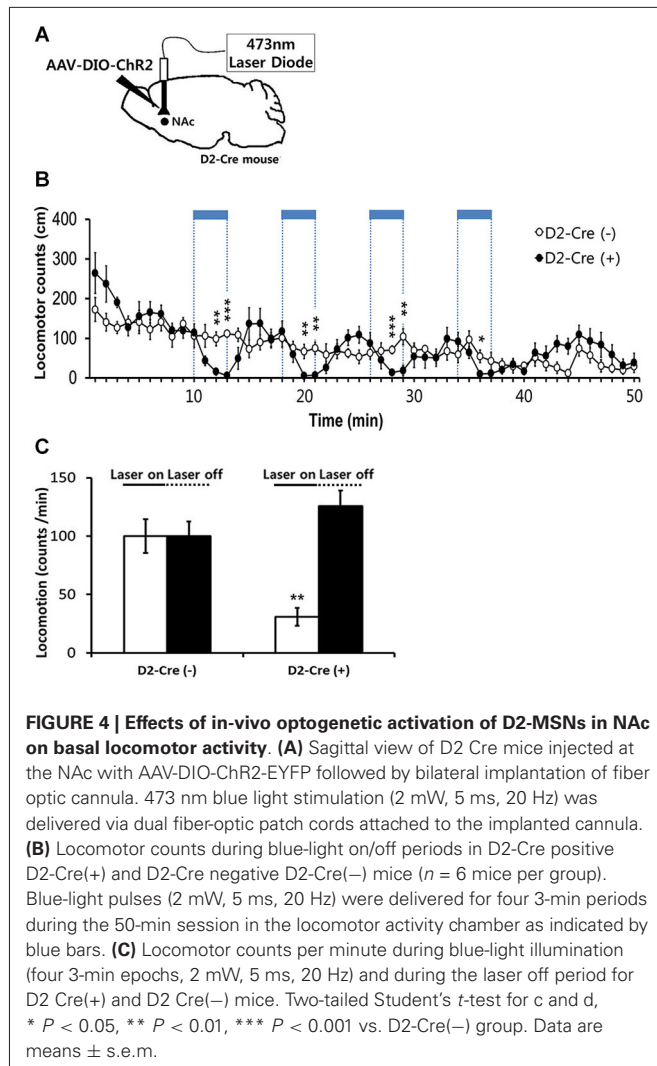 A
AAV-DIO-ChR2
473nm
Laser Diode
NAc
D2-Cre mouse
B
Locomotor counts (cm)
400
300
200
100
0
** *** ** ** *** ** *
D2-Cre (-)
D2-Cre (+)
10 20 30 40 50
Time (min)
C
Locomotion (counts /min)
150
100
50
0
Laser on Laser off Laser on Laser off
**
D2-Cre (-) D2-Cre (+)
FIGURE 4 | Effects of in-vivo optogenetic activation of D2-MSNs in NAc
on basal locomotor activity. (A) Sagittal view of D2 Cre mice injected at
the NAc with AAV-DIO-ChR2-EYFP followed by bilateral implantation of fiber
optic cannula. 473 nm blue light stimulation (2 mW, 5 ms, 20 Hz) was
delivered via dual fiber-optic patch cords attached to the implanted cannula.
(B) Locomotor counts during blue-light on/off periods in D2-Cre positive
D2-Cre(+) and D2-Cre negative D2-Cre(−) mice (n = 6 mice per group).
Blue-light pulses (2 mW, 5 ms, 20 Hz) were delivered for four 3-min periods
during the 50-min session in the locomotor activity chamber as indicated by
blue bars. (C) Locomotor counts per minute during blue-light illumination
(four 3-min epochs, 2 mW, 5 ms, 20 Hz) and during the laser off period for
D2 Cre(+) and D2 Cre(−) mice. Two-tailed Student's t-test for c and d,
* P < 0.05, ** P < 0.01, *** P < 0.001 vs. D2-Cre(−) group. Data are
means ± s.e.m.